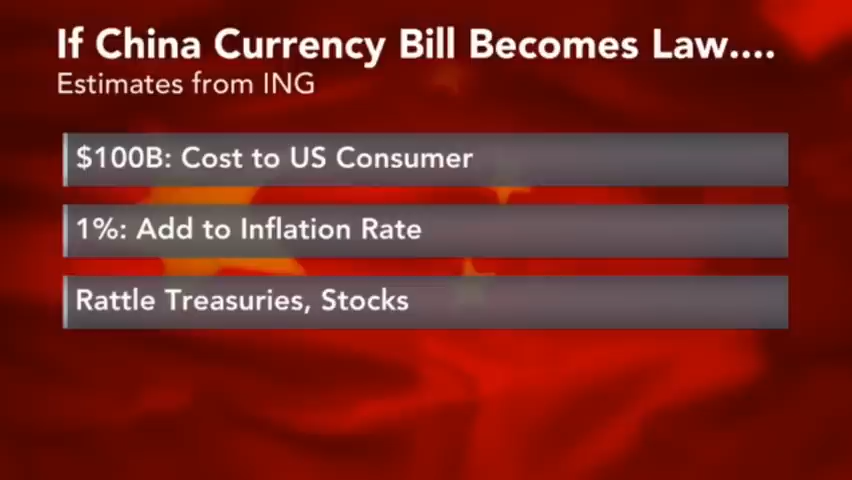 If China Currency Bill Becomes Law....
Estimates from ING
$100B: Cost to US Consumer
1%: Add to Inflation Rate
Rattle Treasuries, Stocks